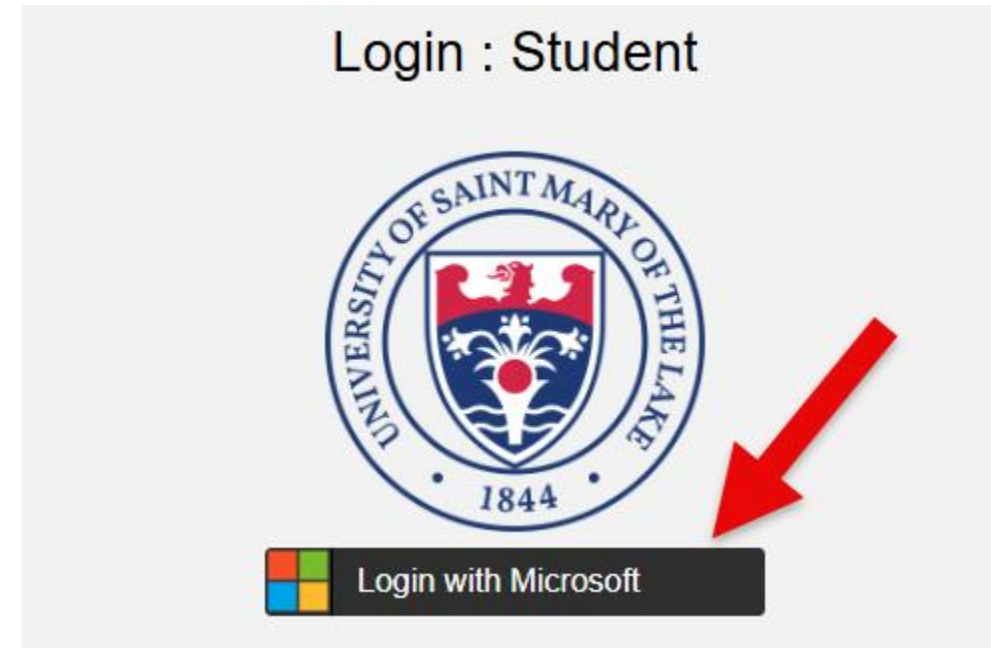 Login : Student
UNIVERSITY OF SAINT MARY OF THE LAKE
· 1844 ·
Login with Microsoft